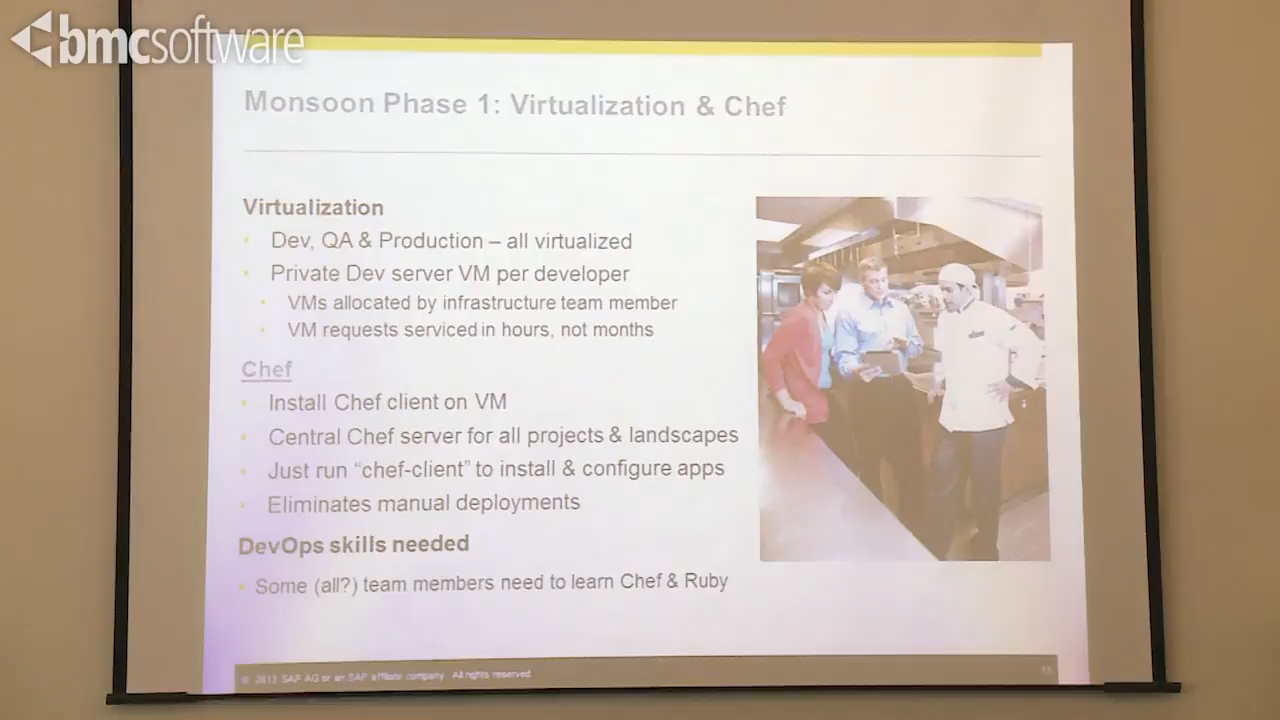 bmcsoftware
Monsoon Phase 1: Virtualization & Chef
Virtualization
• Dev, QA & Production – all virtualized
• Private Dev server VM per developer
• VMs allocated by infrastructure team member
• VM requests serviced in hours, not months
Chef
• Install Chef client on VM
• Central Chef server for all projects & landscapes
• Just run “chef-client” to install & configure apps
• Eliminates manual deployments
DevOps skills needed
• Some (all?) team members need to learn Chef & Ruby
© 2013 SAP AG or an SAP affiliate company. All rights reserved.